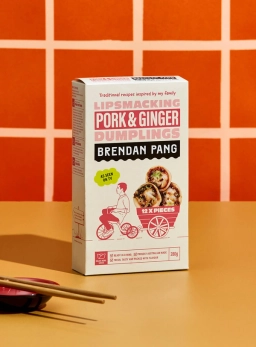 Traditional recipes inspired by my family
LIPSMACKING
PORK & GINGER
DUMPLINGS
BRENDAN PANG
AS SEEN
ON TV
12 X PIECES